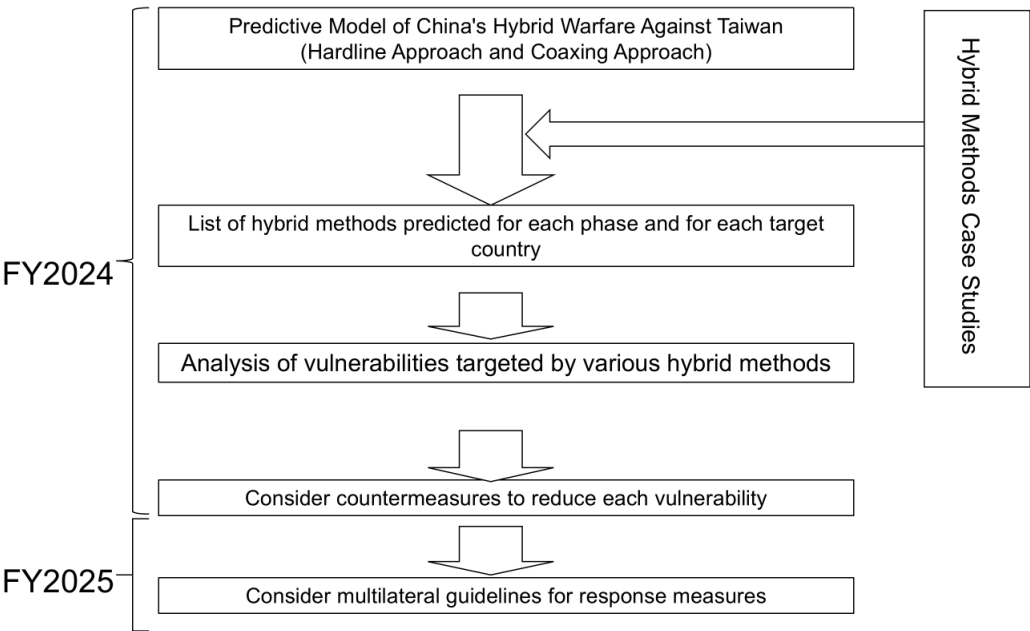 Predictive Model of China's Hybrid Warfare Against Taiwan
(Hardline Approach and Coaxing Approach)
Hybrid Methods Case Studies
List of hybrid methods predicted for each phase and for each target
country
FY2024
Analysis of vulnerabilities targeted by various hybrid methods
Consider countermeasures to reduce each vulnerability
FY2025
Consider multilateral guidelines for response measures